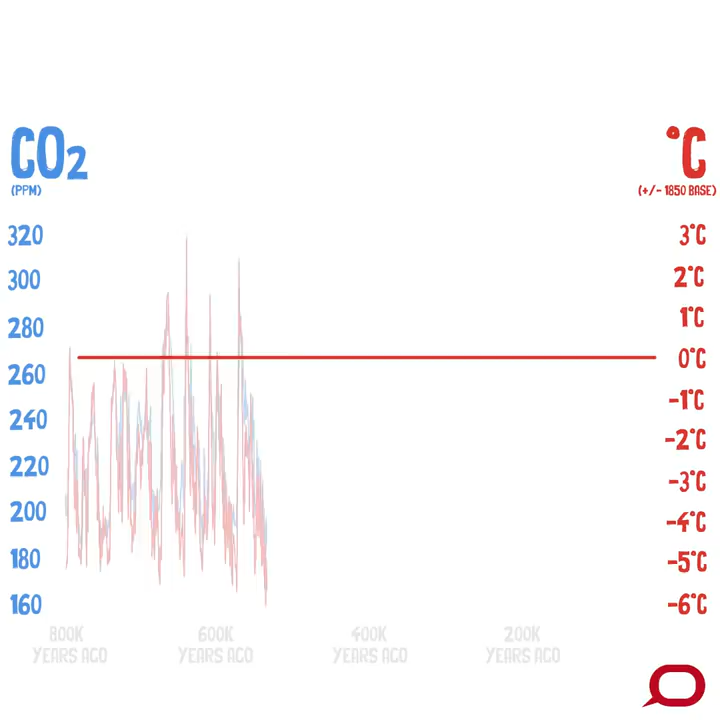 CO2
(PPM)
°C
(+/- 1850 BASE)
320
300
280
260
240
220
200
180
160
3°C
2°C
1°C
0°C
-1°C
-2°C
-3°C
-4°C
-5°C
-6°C
800K
YEARS AGO
600K
YEARS AGO
400K
YEARS AGO
200K
YEARS AGO